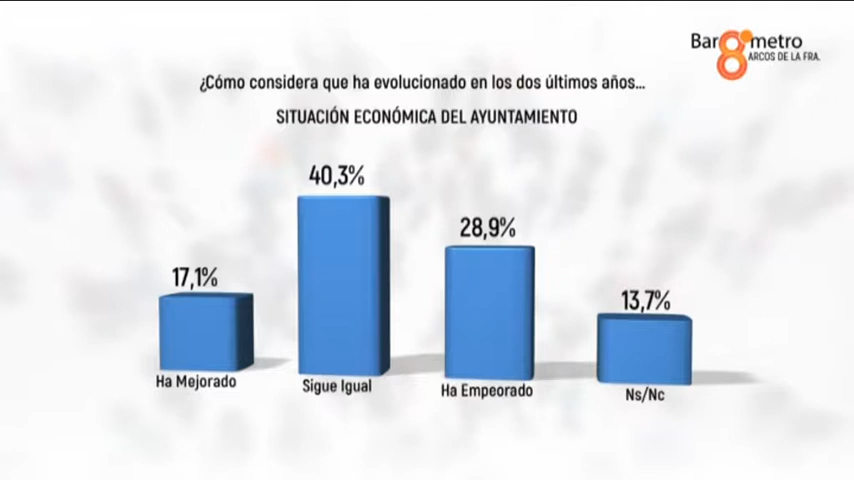 Bar8metro
ARCOS DE LA FRA.
¿Cómo considera que ha evolucionado en los dos últimos años...
SITUACIÓN ECONÓMICA DEL AYUNTAMIENTO
17,1%
40,3%
28,9%
13,7%
Ha Mejorado
Sigue Igual
Ha Empeorado
Ns/Nc